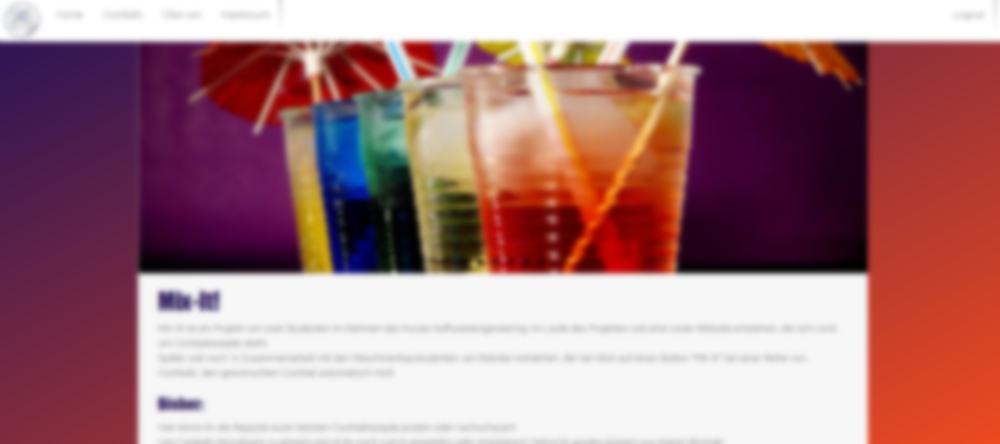 Home Cocktails Über uns Impressum Logout
Mix-It!
Mix-It! ist ein Projekt von zwei Studenten im Rahmen des Kurses Softwareengineering. Im Laufe des Projektes soll eine coole Website entstehen, die sich rund
um Cocktailrezepte dreht.
Später soll noch, in Zusammenarbeit mit den Maschinenbaustudenten, ein Roboter entstehen, der bei Klick auf einen Button "MIX It!" bei einer Reihe von
Cocktails, den gewünschten Cocktail automatisch mixt!
Bisher:
Hier könnt ihr die Rezepte eurer liebsten Cocktailrezepte posten oder nachschauen!